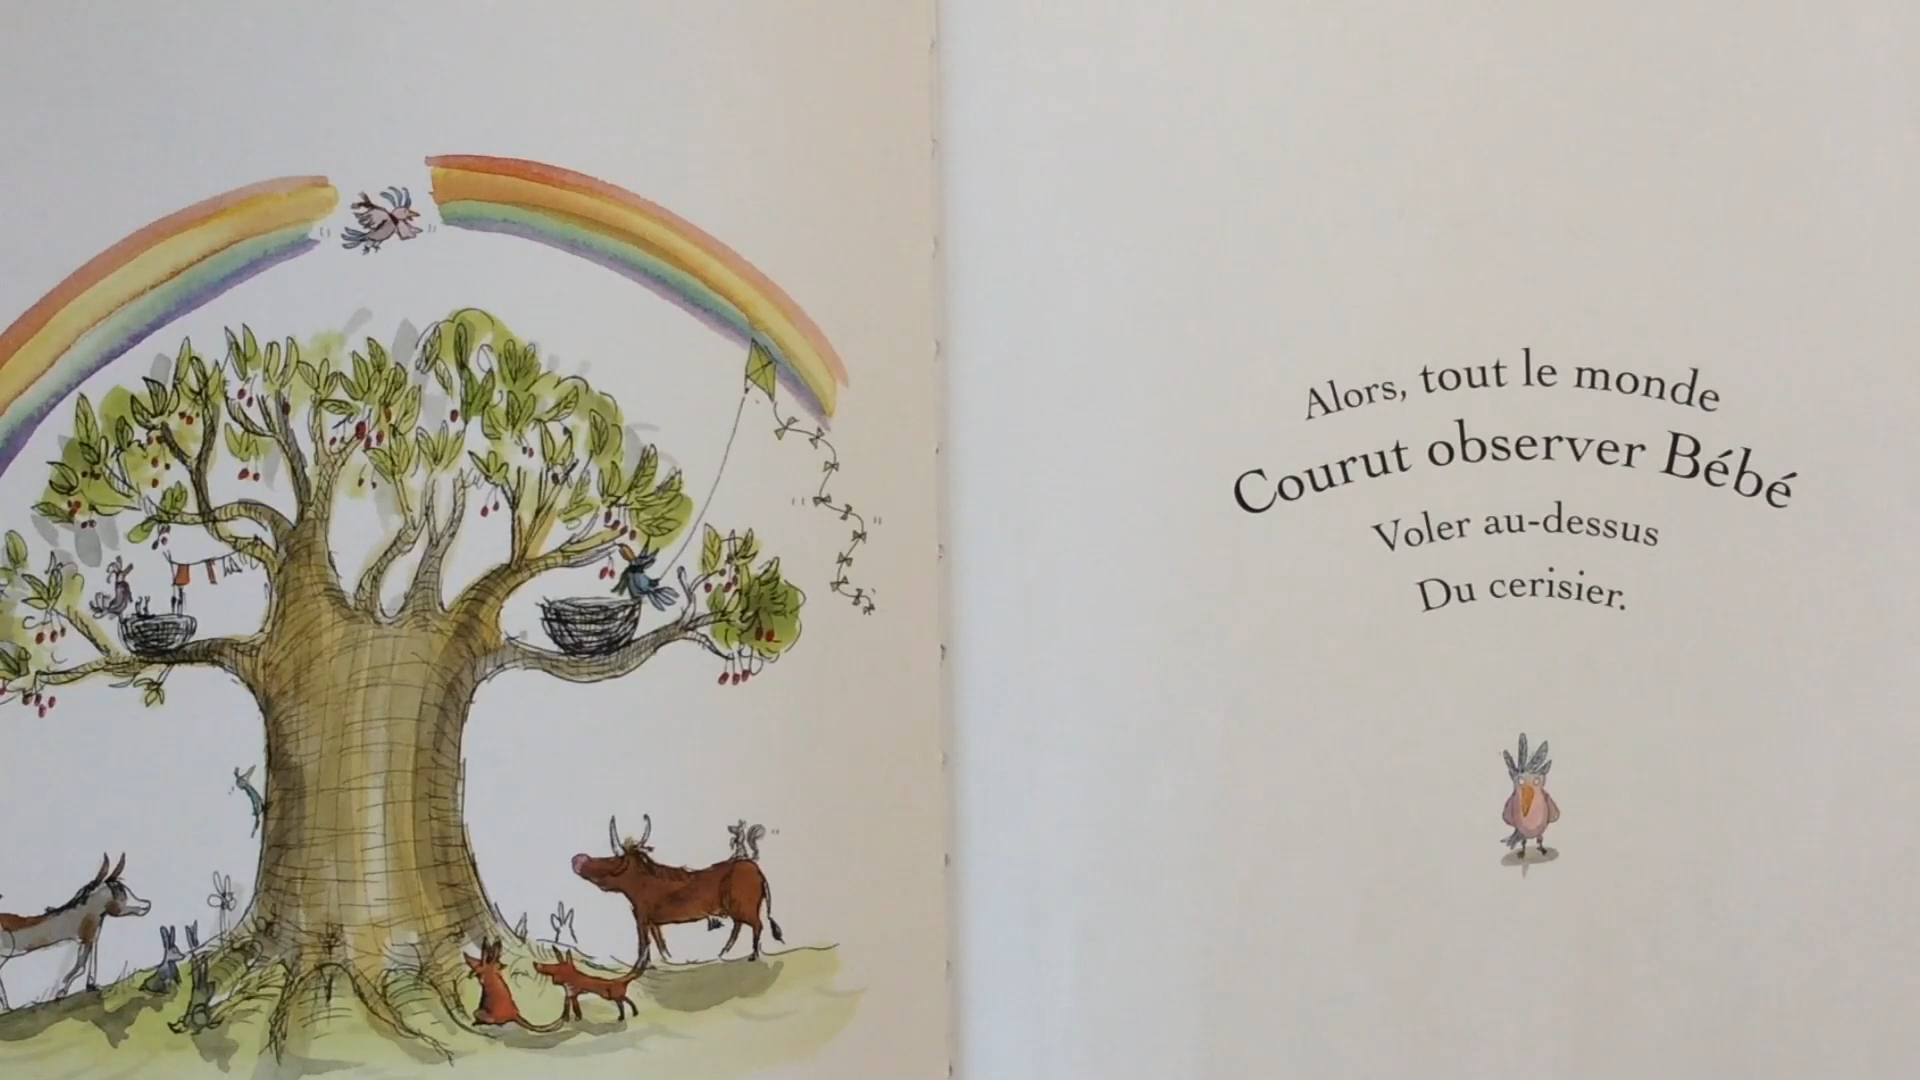 Alors, tout le monde
Courut observer Bébé
Voler au-dessus
Du cerisier.